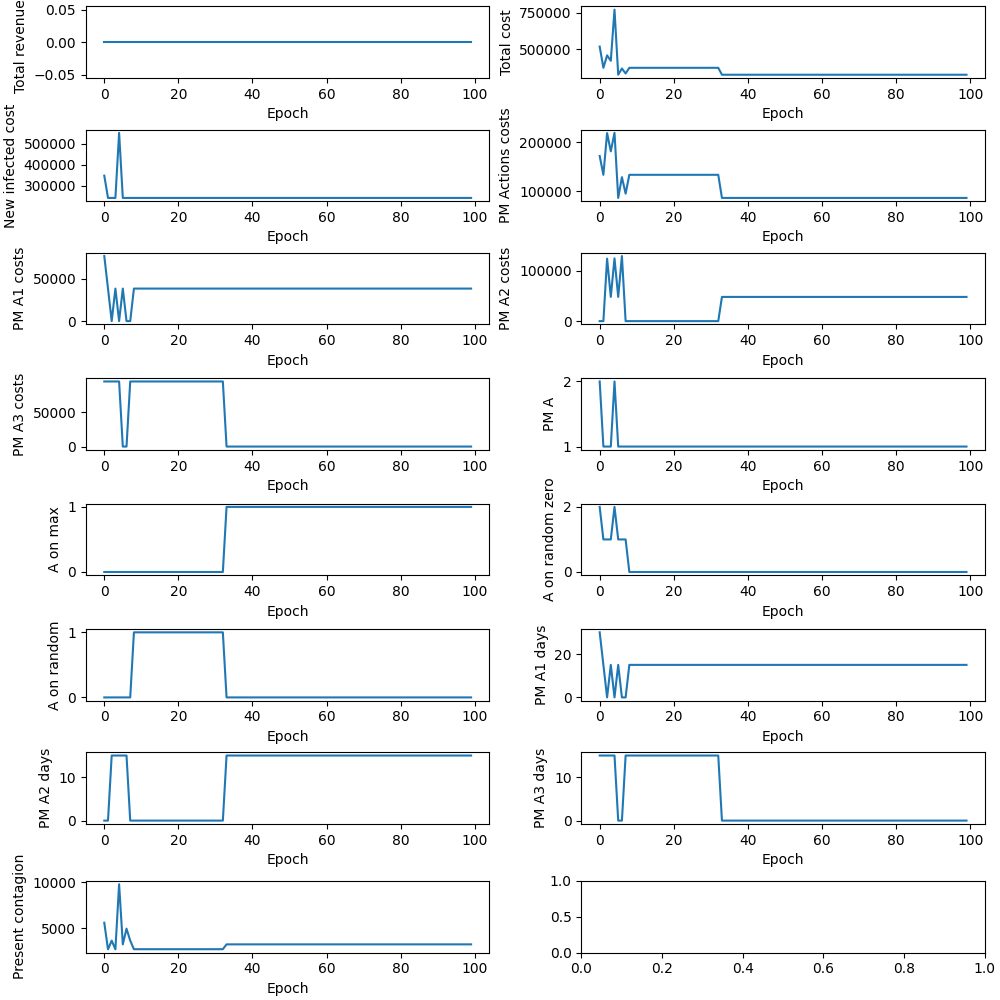 Total revenue
0.05
0.00
−0.05
0 20 40 60 80 100
Epoch
Total cost
750000
500000
0 20 40 60 80 100
Epoch
New infected cost
500000
400000
300000
0 20 40 60 80 100
Epoch
PM Actions costs
200000
100000
0 20 40 60 80 100
Epoch
PM A1 costs
50000
0
0 20 40 60 80 100
Epoch
PM A2 costs
100000
0
0 20 40 60 80 100
Epoch
PM A3 costs
50000
0
0 20 40 60 80 100
Epoch
PM A
2
1
0 20 40 60 80 100
Epoch
A on max
1
0
0 20 40 60 80 100
Epoch
A on random zero
2
0
0 20 40 60 80 100
Epoch
A on random
1
0
0 20 40 60 80 100
Epoch
PM A1 days
20
0
0 20 40 60 80 100
Epoch
PM A2 days
10
0
0 20 40 60 80 100
Epoch
PM A3 days
10
0
0 20 40 60 80 100
Epoch
Present contagion
10000
5000
0 20 40 60 80 100
Epoch
1.0
0.5
0.0
0.0 0.2 0.4 0.6 0.8 1.0